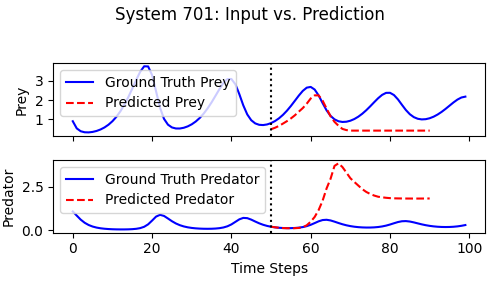 System 701: Input vs. Prediction
Prey
3
2
1
Ground Truth Prey
Predicted Prey
Predator
2.5
0.0
Ground Truth Predator
Predicted Predator
0 20 40 60 80 100
Time Steps